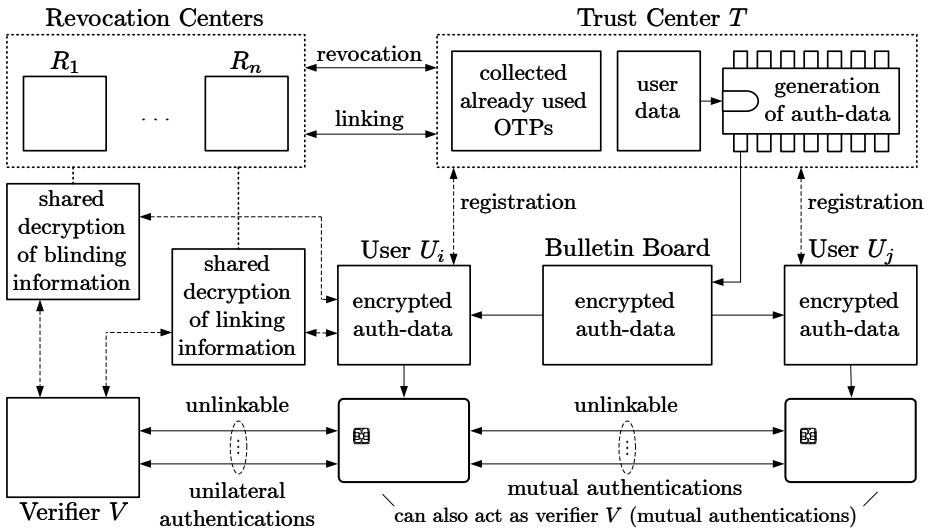 Revocation Centers
Trust Center T
R1
Rn
. . .
revocation
linking
collected
already used
OTPs
user
data
generation
of auth-data
shared
decryption
of blinding
information
registration
registration
shared
decryption
of linking
information
User Ui
encrypted
auth-data
Bulletin Board
encrypted
auth-data
User Uj
encrypted
auth-data
unlinkable
unlinkable
unilateral
authentications
mutual authentications
Verifier V
can also act as verifier V (mutual authentications)